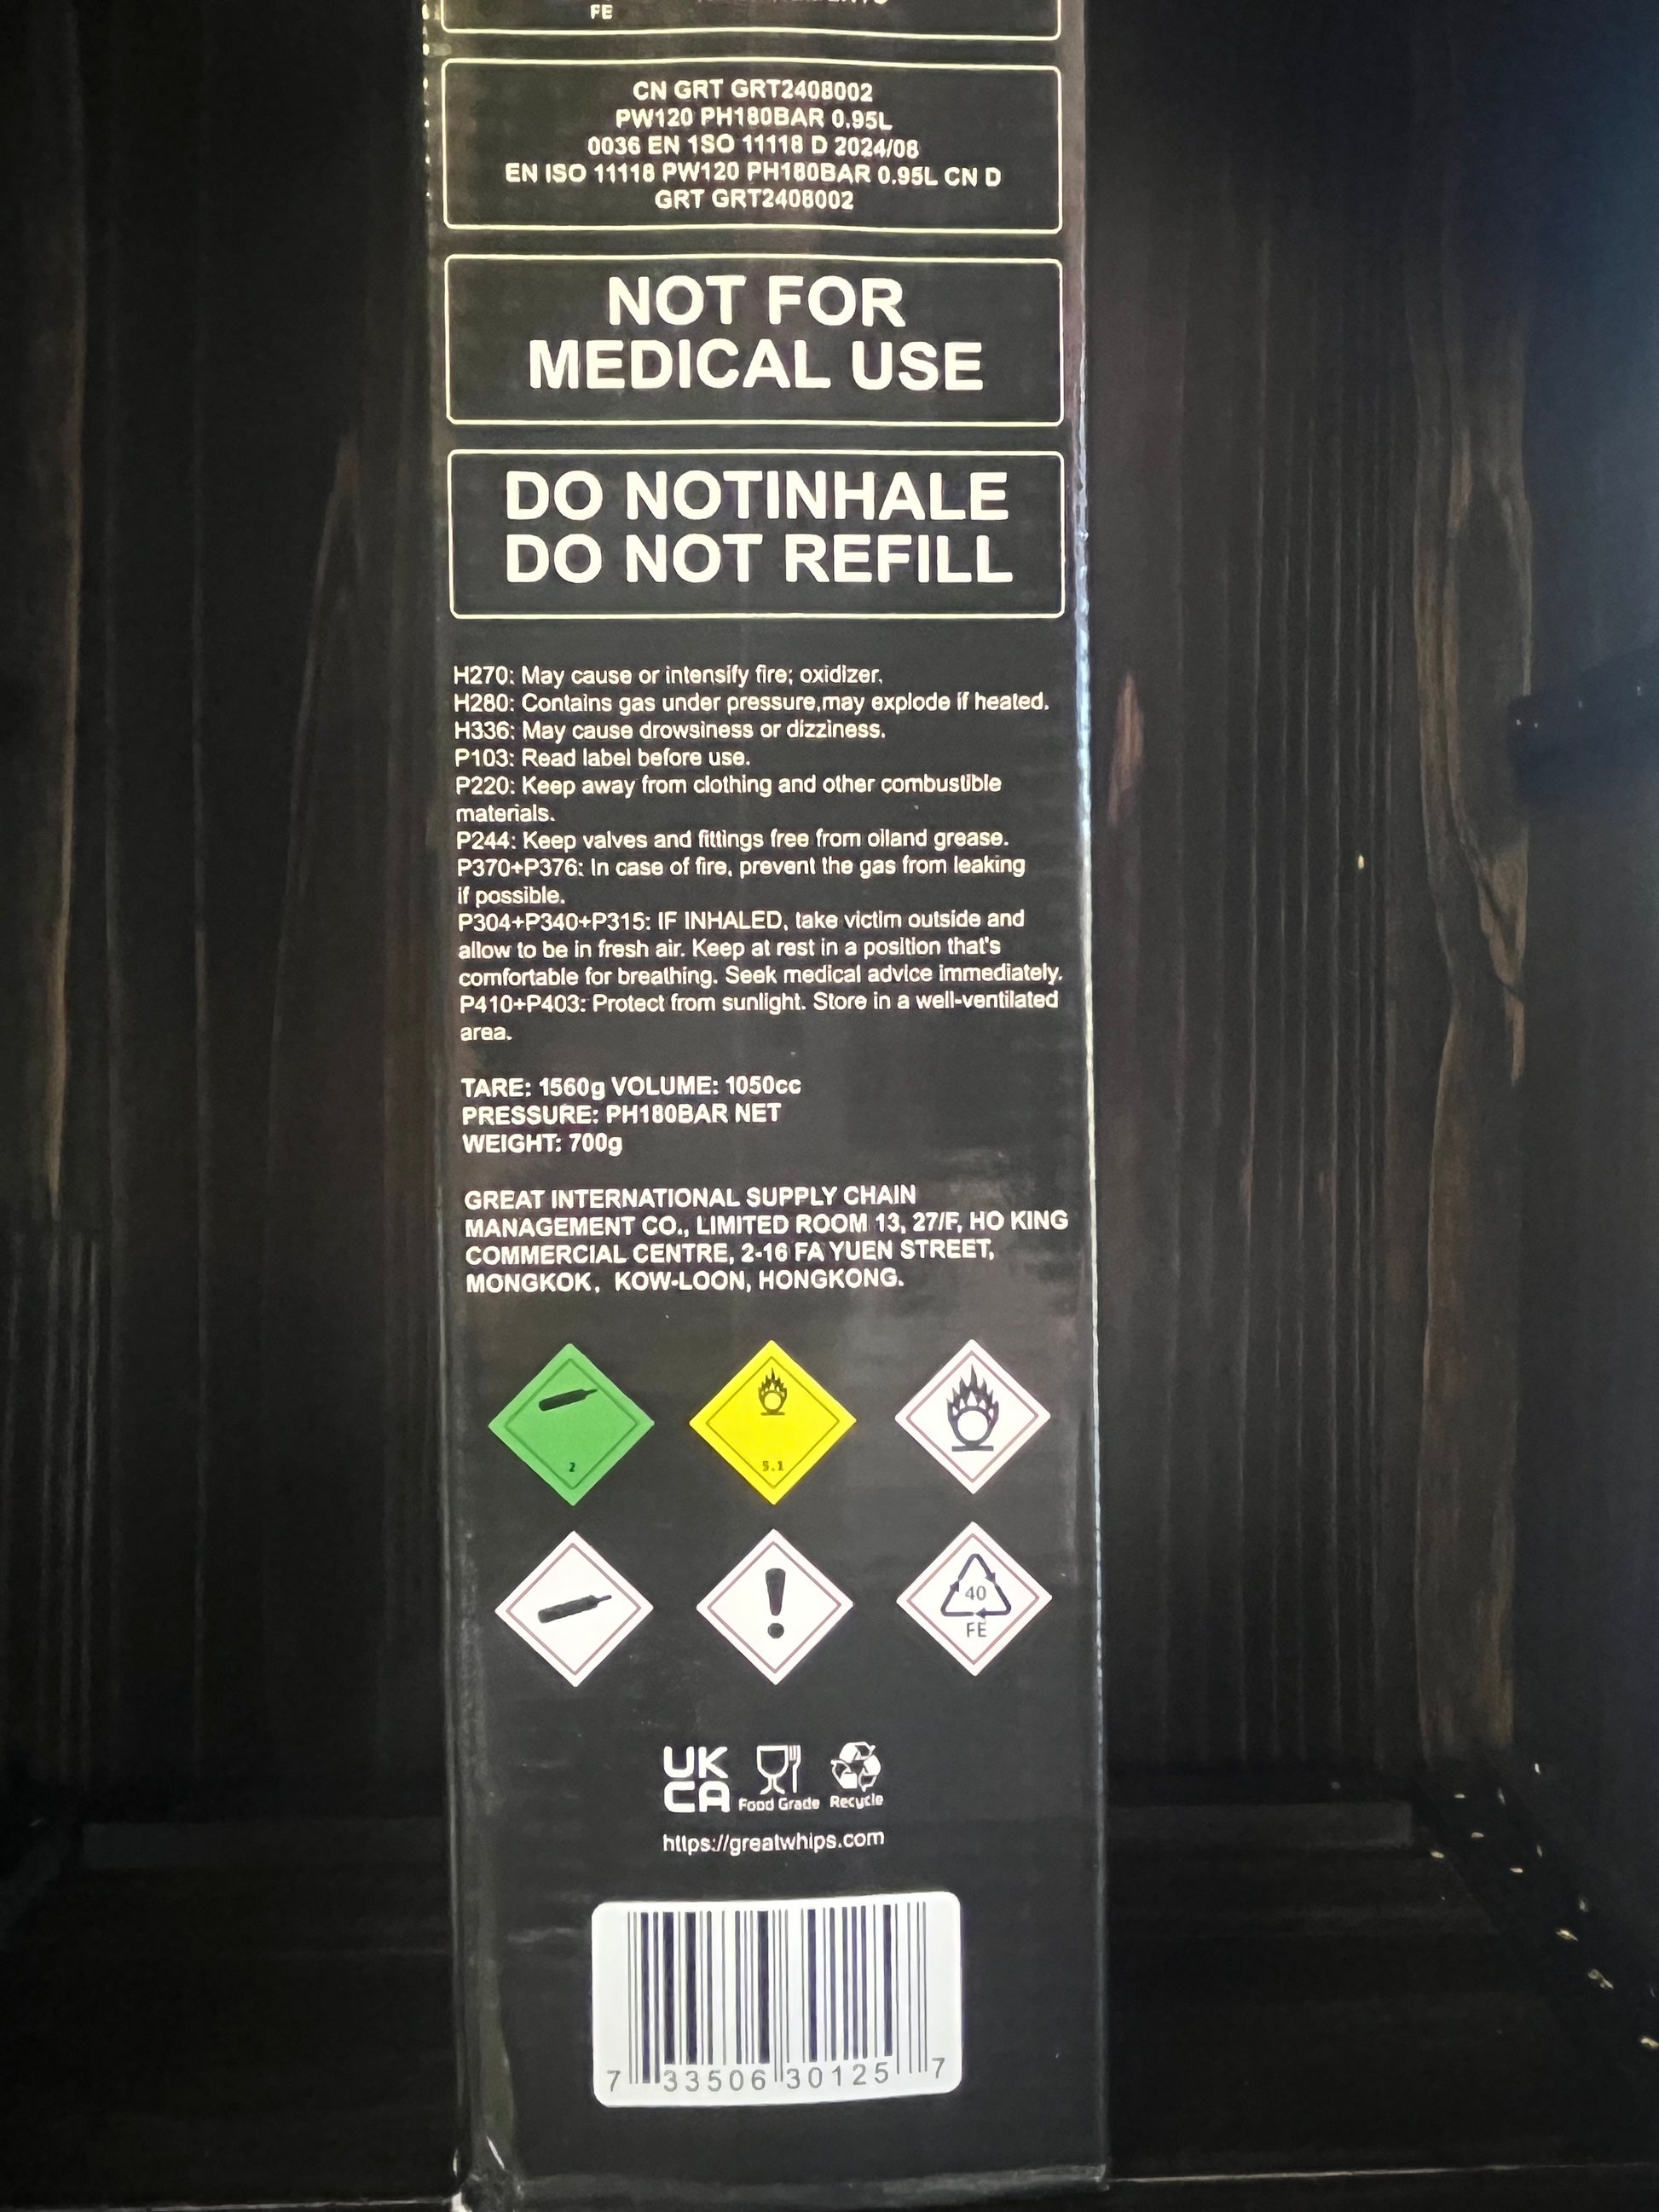 FE
CN GRT GRT2408002
PW120 PH180BAR 0.95L
0036 EN 1SO 11118 D 2024/08
EN ISO 11118 PW120 PH180BAR 0.95L CN D
GRT GRT2408002
NOT FOR
MEDICAL USE
DO NOTINHALE
DO NOT REFILL
H270: May cause or intensify fire; oxidizer.
H280: Contains gas under pressure,may explode if heated.
H336: May cause drowsiness or dizziness.
P103: Read label before use.
P220: Keep away from clothing and other combustible
materials.
P244: Keep valves and fittings free from oiland grease.
P370+P376: In case of fire, prevent the gas from leaking
if possible.
P304+P340+P315: IF INHALED, take victim outside and
allow to be in fresh air. Keep at rest in a position that's
comfortable for breathing. Seek medical advice immediately.
P410+P403: Protect from sunlight. Store in a well-ventilated
area.
TARE: 1560g VOLUME: 1050cc
PRESSURE: PH180BAR NET
WEIGHT: 700g
GREAT INTERNATIONAL SUPPLY CHAIN
MANAGEMENT CO., LIMITED ROOM 13, 27/F, HO KING
COMMERCIAL CENTRE, 2-16 FA YUEN STREET,
MONGKOK, KOW-LOON, HONGKONG.
2
5.1
40
FE
UK
CA
Food Grade
Recycle
https://greatwhips.com
7 33506 30125 7